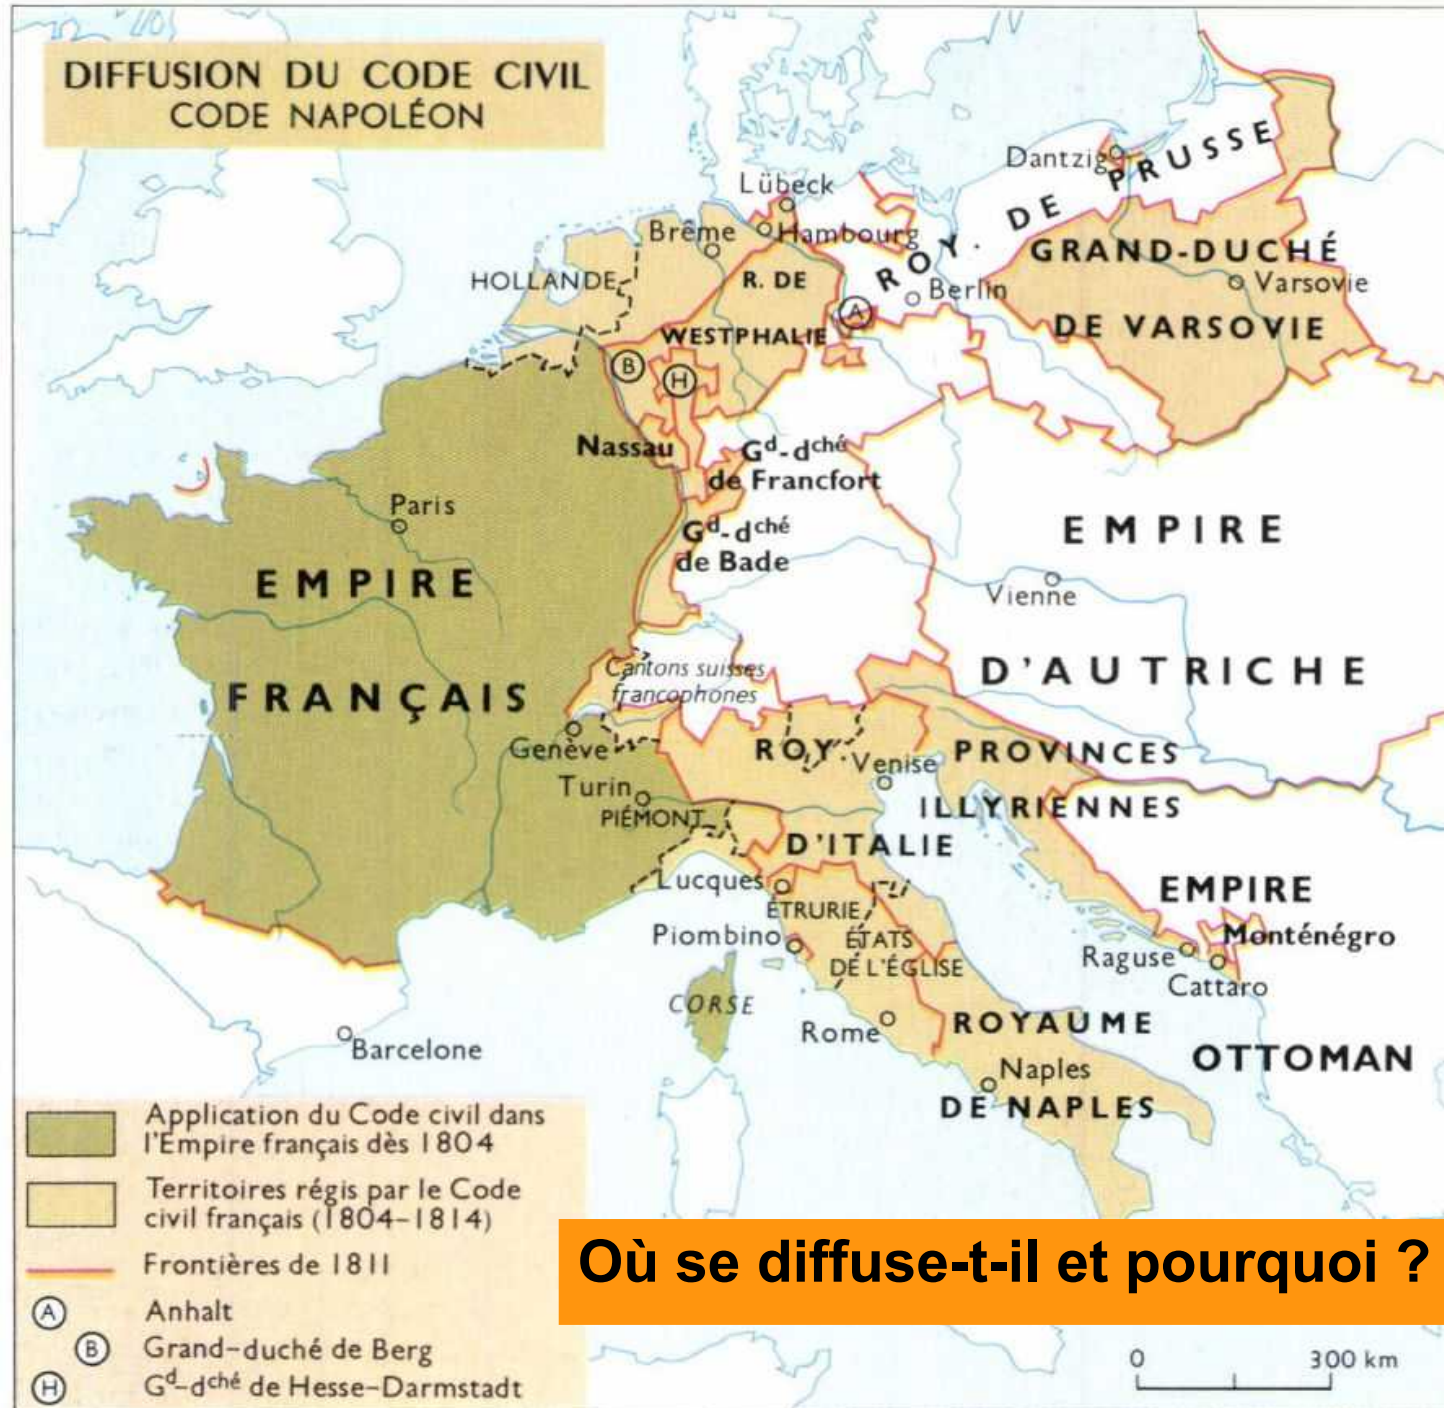 DIFFUSION DU CODE CIVIL
CODE NAPOLÉON
Dantzig
ROY. DE PRUSSE
Lübeck
Brême
Hambourg
GRAND-DUCHÉ
HOLLANDE
R. DE
Berlin
Varsovie
A
DE VARSOVIE
WESTPHALIE
B
H
Nassau
Gd-dché
de Francfort
Paris
Gd-dché
de Bade
EMPIRE
EMPIRE
Vienne
FRANÇAIS
Cantons suisses
francophones
D'AUTRICHE
Genève
ROY.
Venise
PROVINCES
Turin
PIÉMONT
ILLYRIENNES
D'ITALIE
Lucques
ÉTRURIE
EMPIRE
Piombino
ÉTATS
DE L'ÉGLISE
Monténégro
Raguse
Cattaro
CORSE
Rome
ROYAUME
Barcelone
OTTOMAN
Naples
DE NAPLES
Application du Code civil dans
l'Empire français dès 1804
Territoires régis par le Code
civil français (1804-1814)
Frontières de 1811
A Anhalt
B Grand-duché de Berg
H Gd-dché de Hesse-Darmstadt
Où se diffuse-t-il et pourquoi ?
0 300 km